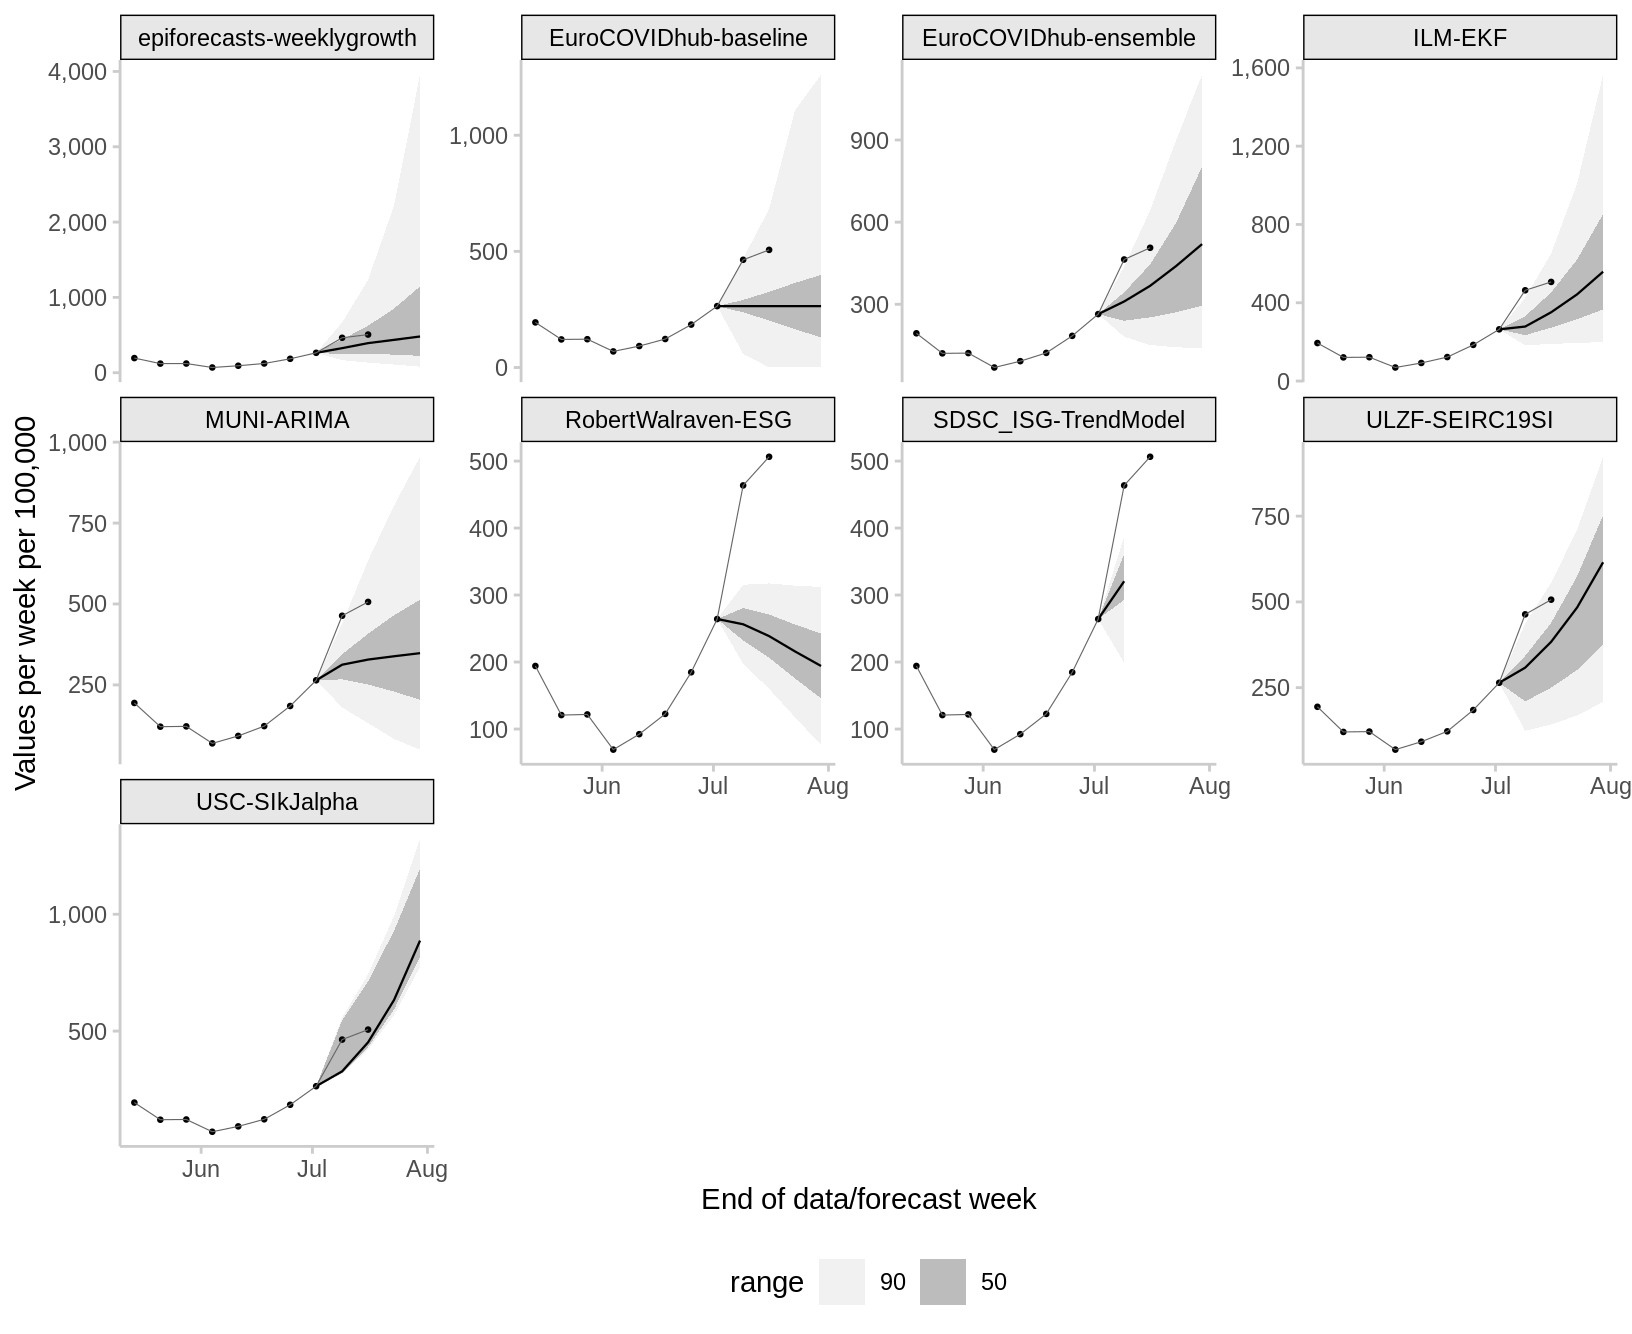 epiforecasts-weeklygrowth
EuroCOVIDhub-baseline
EuroCOVIDhub-ensemble
ILM-EKF
4,000
3,000
2,000
1,000
0
1,000
500
0
900
600
300
1,600
1,200
800
400
0
MUNI-ARIMA
RobertWalraven-ESG
SDSC_ISG-TrendModel
ULZF-SEIRC19SI
1,000
750
500
250
500
400
300
200
100
Jun Jul Aug
500
400
300
200
100
Jun Jul Aug
750
500
250
Jun Jul Aug
USC-SIkJalpha
1,000
500
Jun Jul Aug
Values per week per 100,000
End of data/forecast week
range 90 50